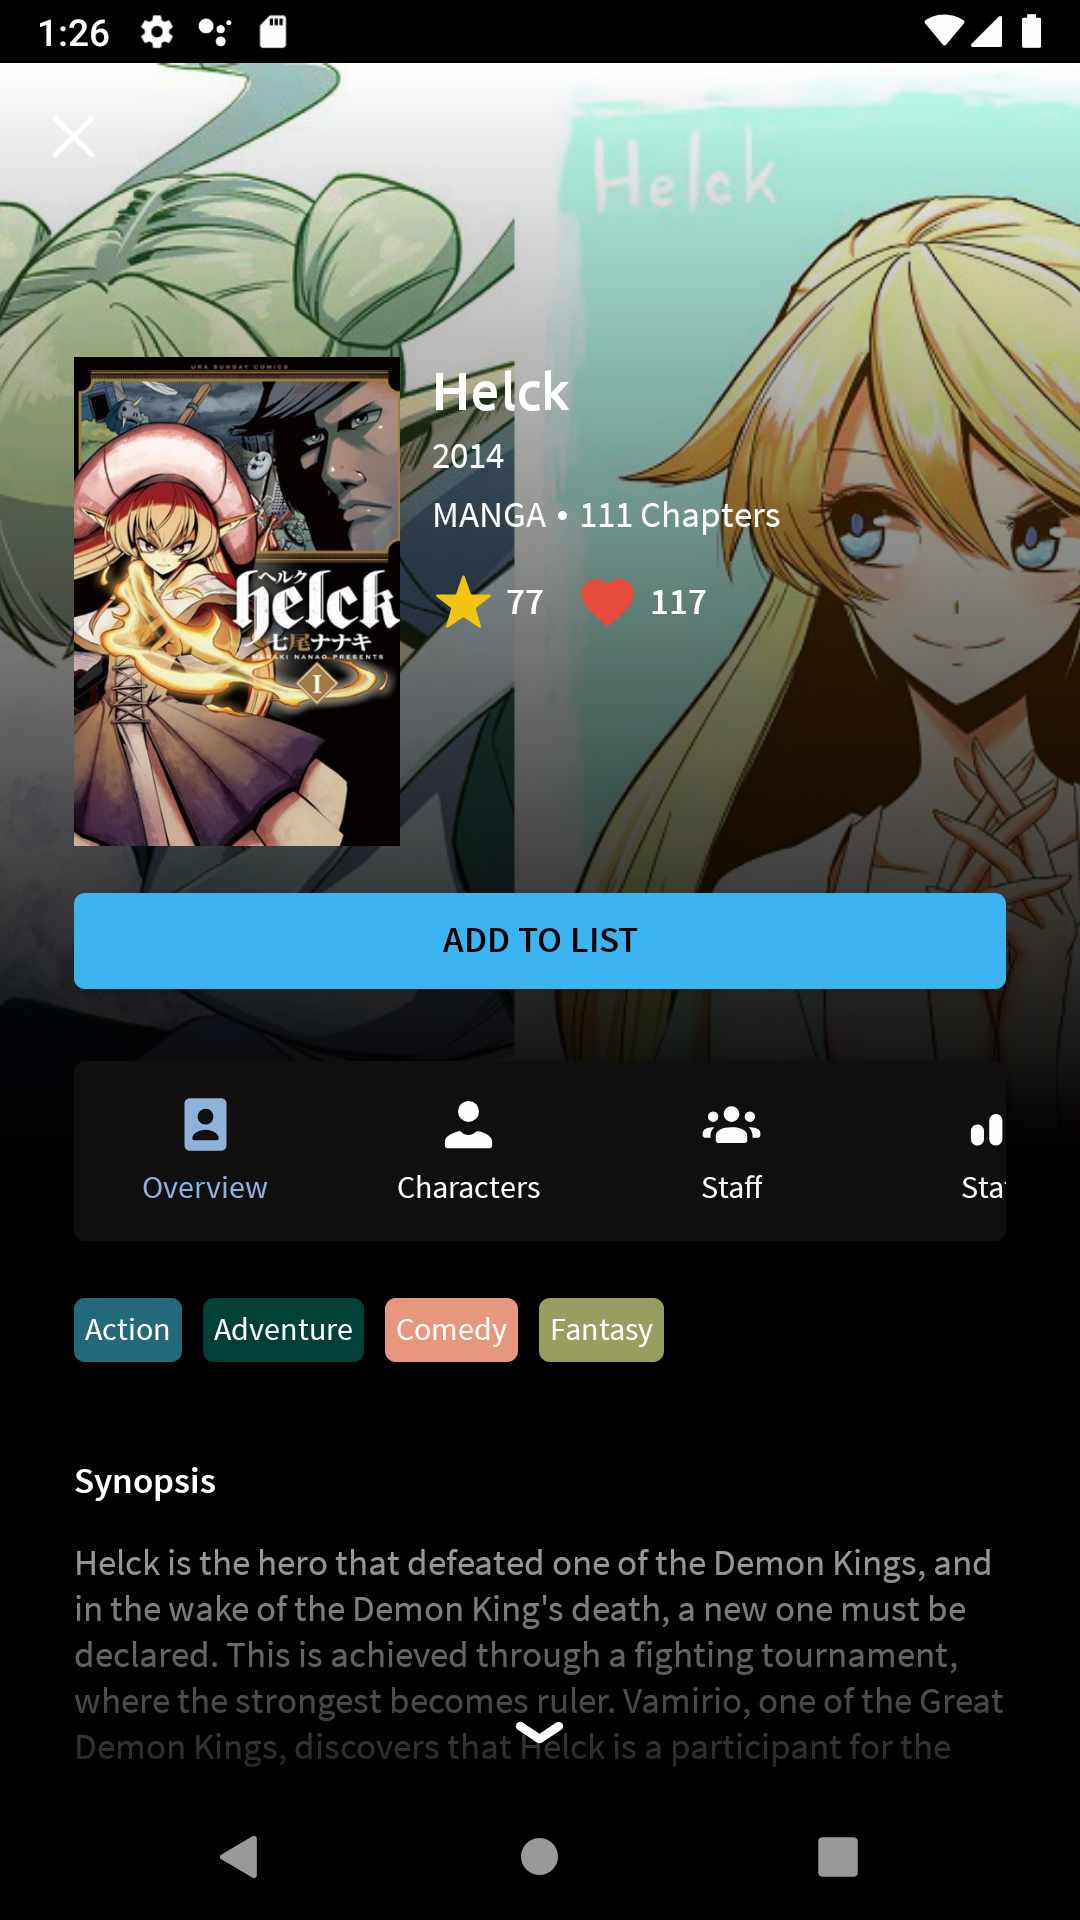 1:26
Helck
URA SUNDAY COMICS
ヘルク
helck
七尾ナナキ
NANAKI NANAO PRESENTS
I
Helck
2014
MANGA • 111 Chapters
77 117
ADD TO LIST
Overview Characters Staff Sta
Action Adventure Comedy Fantasy
Synopsis
Helck is the hero that defeated one of the Demon Kings, and
in the wake of the Demon King's death, a new one must be
declared. This is achieved through a fighting tournament,
where the strongest becomes ruler. Vamirio, one of the Great
Demon Kings, discovers that Helck is a participant for the